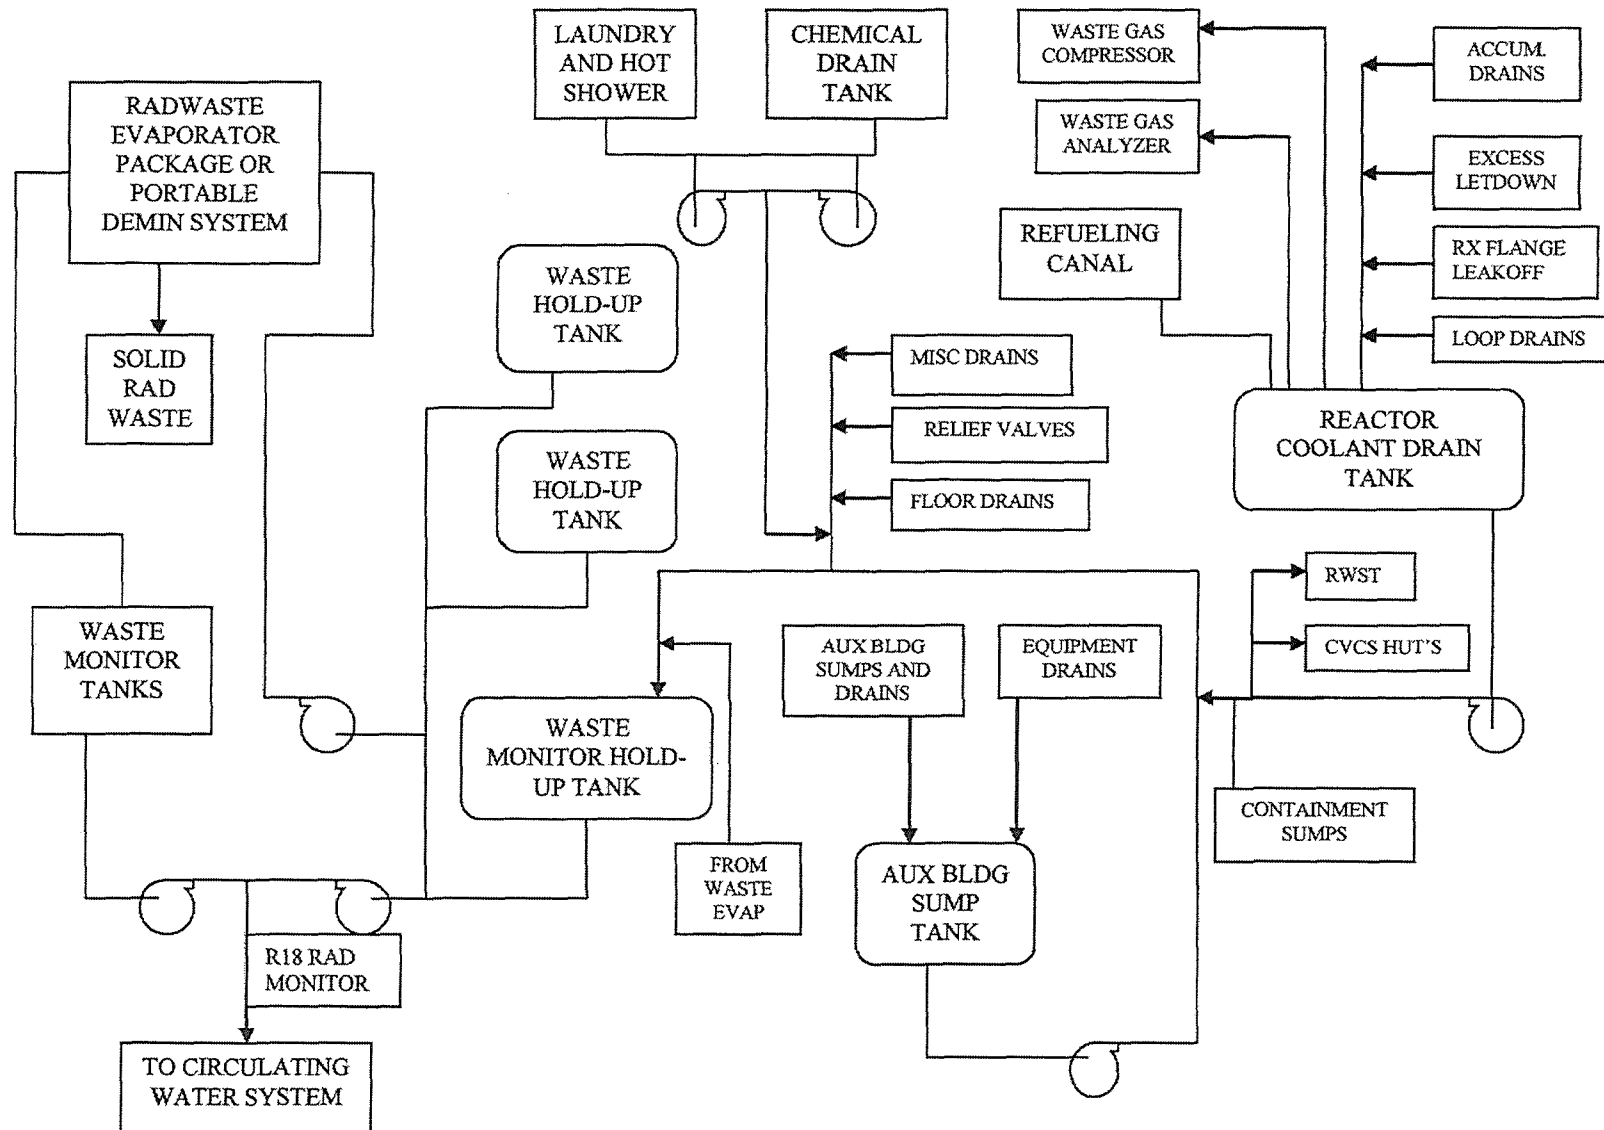 LAUNDRY
AND HOT
SHOWER
CHEMICAL
DRAIN
TANK
WASTE GAS
COMPRESSOR
ACCUM.
DRAINS
RADWASTE
EVAPORATOR
PACKAGE OR
PORTABLE
DEMIN SYSTEM
WASTE GAS
ANALYZER
EXCESS
LETDOWN
REFUELING
CANAL
RX FLANGE
LEAKOFF
WASTE
HOLD-UP
TANK
LOOP DRAINS
SOLID
RAD
WASTE
MISC DRAINS
RELIEF VALVES
FLOOR DRAINS
REACTOR
COOLANT DRAIN
TANK
WASTE
HOLD-UP
TANK
RWST
CVCS HUT'S
WASTE
MONITOR
TANKS
AUX BLDG
SUMPS AND
DRAINS
EQUIPMENT
DRAINS
WASTE
MONITOR HOLD-
UP TANK
CONTAINMENT
SUMPS
FROM
WASTE
EVAP
AUX BLDG
SUMP
TANK
R18 RAD
MONITOR
TO CIRCULATING
WATER SYSTEM